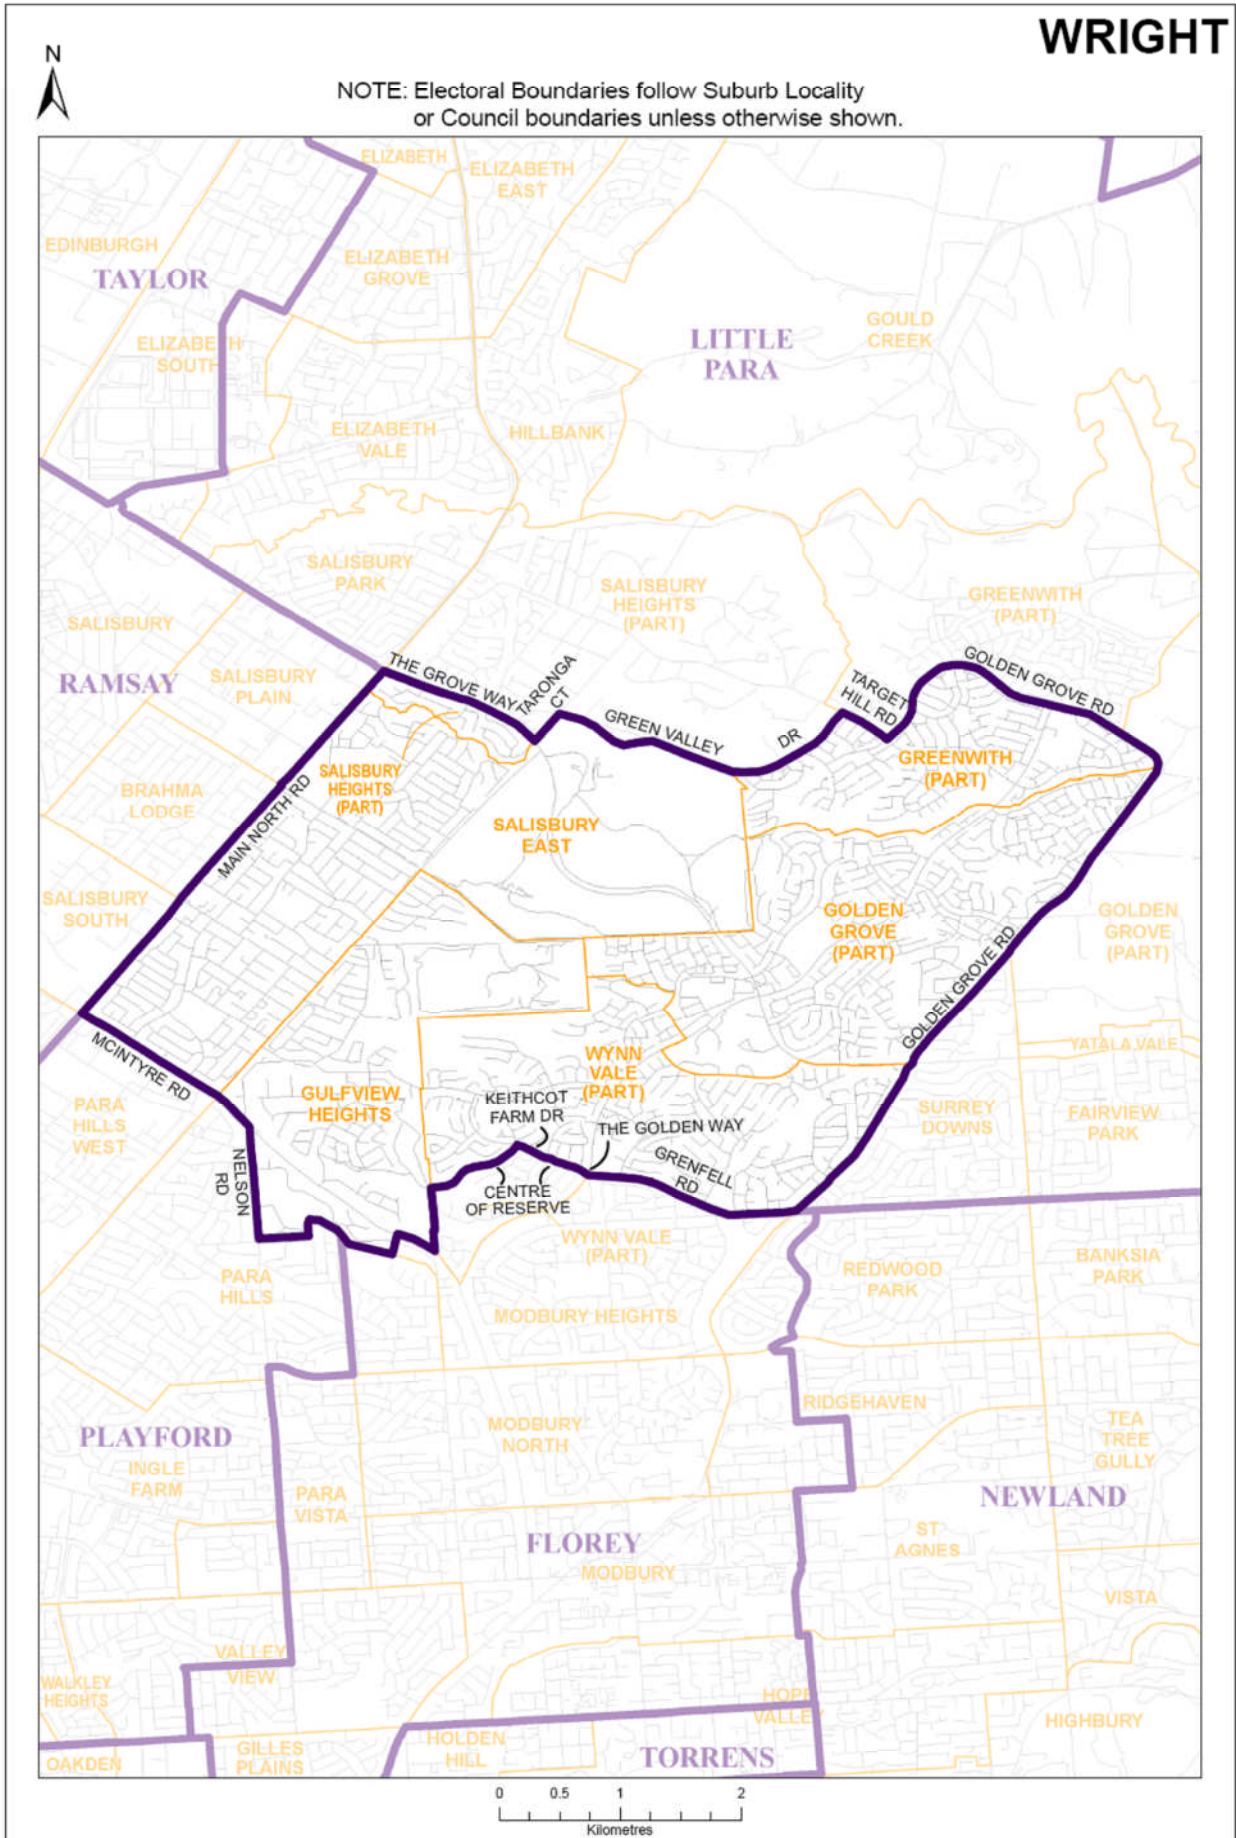 WRIGHT
N
NOTE: Electoral Boundaries follow Suburb Locality
or Council boundaries unless otherwise shown.
ELIZABETH
ELIZABETH
EAST
EDINBURGH
TAYLOR
ELIZABETH
GROVE
ELIZABETH
SOUTH
LITTLE
PARA
GOULD
CREEK
ELIZABETH
VALE
HILLBANK
SALISBURY
PARK
SALISBURY
HEIGHTS
(PART)
GREENWITH
(PART)
SALISBURY
RAMSAY
SALISBURY
PLAIN
THE GROVE WAY
TARONGA
CT
GREEN VALLEY
DR
TARGET
HILL RD
GOLDEN GROVE RD
BRAHMA
LODGE
MAIN NORTH RD
SALISBURY
HEIGHTS
(PART)
SALISBURY
EAST
GREENWITH
(PART)
SALISBURY
SOUTH
GOLDEN
GROVE
(PART)
GOLDEN
GROVE
(PART)
GOLDEN GROVE RD
MCINTYRE RD
PARA
HILLS
WEST
GULFVIEW
HEIGHTS
WYNN
VALE
(PART)
YATALA VALE
SURREY
DOWNS
FAIRVIEW
PARK
KEITHCOT
FARM DR
THE GOLDEN WAY
GRENFELL
RD
NELSON
RD
CENTRE
OF RESERVE
WYNN VALE
(PART)
PARA
HILLS
REDWOOD
PARK
BANKSIA
PARK
MODBURY HEIGHTS
PLAYFORD
INGLE
FARM
MODBURY
NORTH
RIDGEHAVEN
TEA
TREE
GULLY
PARA
VISTA
NEWLAND
FLOREY
MODBURY
ST
AGNES
VISTA
VALLEY
VIEW
WALKLEY
HEIGHTS
HOPE
VALLEY
HIGHBURY
OAKDEN
GILLES
PLAINS
HOLDEN
HILL
TORRENS
0 0.5 1 2
Kilometres